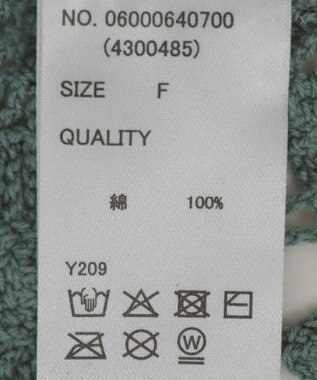 NO. 06000640700
(4300485)
SIZE F
QUALITY
綿 100%
Y209
W